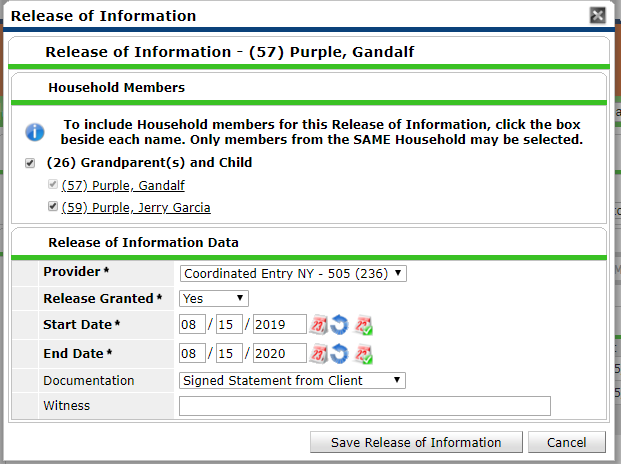 Release of Information
Release of Information - (57) Purple, Gandalf
Household Members
To include Household members for this Release of Information, click the box
beside each name. Only members from the SAME Household may be selected.
(26) Grandparent(s) and Child
(57) Purple, Gandalf
(59) Purple, Jerry Garcia
Release of Information Data
Provider * Coordinated Entry NY - 505 (236)
Release Granted * Yes
Start Date * 08 / 15 / 2019
End Date * 08 / 15 / 2020
Documentation Signed Statement from Client
Witness
Save Release of Information Cancel